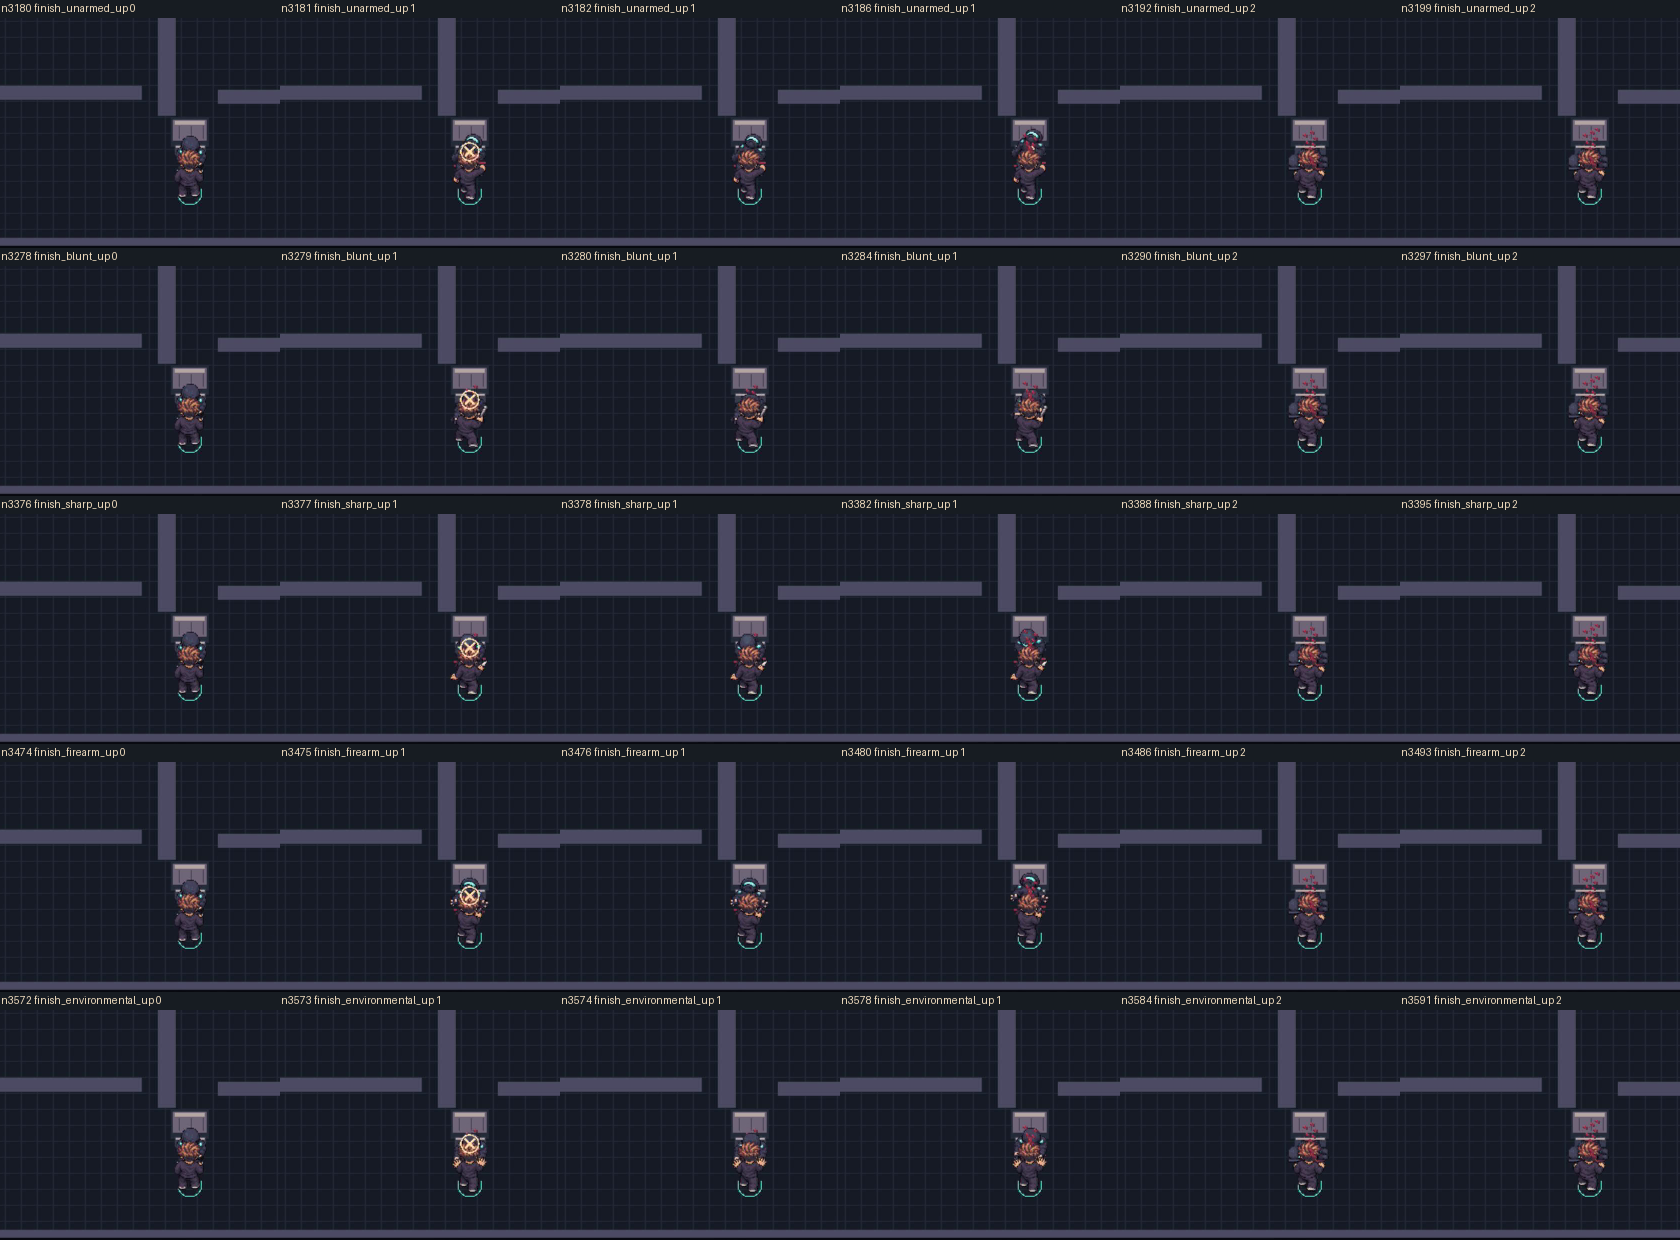 n3180 finish_unarmed_up 0
n3181 finish_unarmed_up 1
n3182 finish_unarmed_up 1
n3186 finish_unarmed_up 1
n3192 finish_unarmed_up 2
n3199 finish_unarmed_up 2
n3278 finish_blunt_up 0
n3279 finish_blunt_up 1
n3280 finish_blunt_up 1
n3284 finish_blunt_up 1
n3290 finish_blunt_up 2
n3297 finish_blunt_up 2
n3376 finish_sharp_up 0
n3377 finish_sharp_up 1
n3378 finish_sharp_up 1
n3382 finish_sharp_up 1
n3388 finish_sharp_up 2
n3395 finish_sharp_up 2
n3474 finish_firearm_up 0
n3475 finish_firearm_up 1
n3476 finish_firearm_up 1
n3480 finish_firearm_up 1
n3486 finish_firearm_up 2
n3493 finish_firearm_up 2
n3572 finish_environmental_up 0
n3573 finish_environmental_up 1
n3574 finish_environmental_up 1
n3578 finish_environmental_up 1
n3584 finish_environmental_up 2
n3591 finish_environmental_up 2